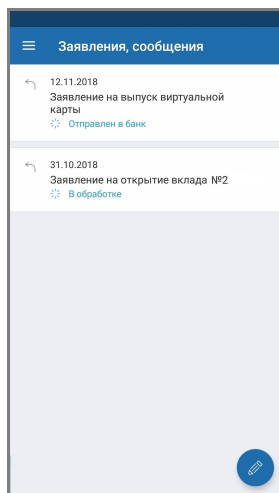 Заявления, сообщения
12.11.2018
Заявление на выпуск виртуальной
карты
Отправлен в банк
31.10.2018
Заявление на открытие вклада №2
В обработке